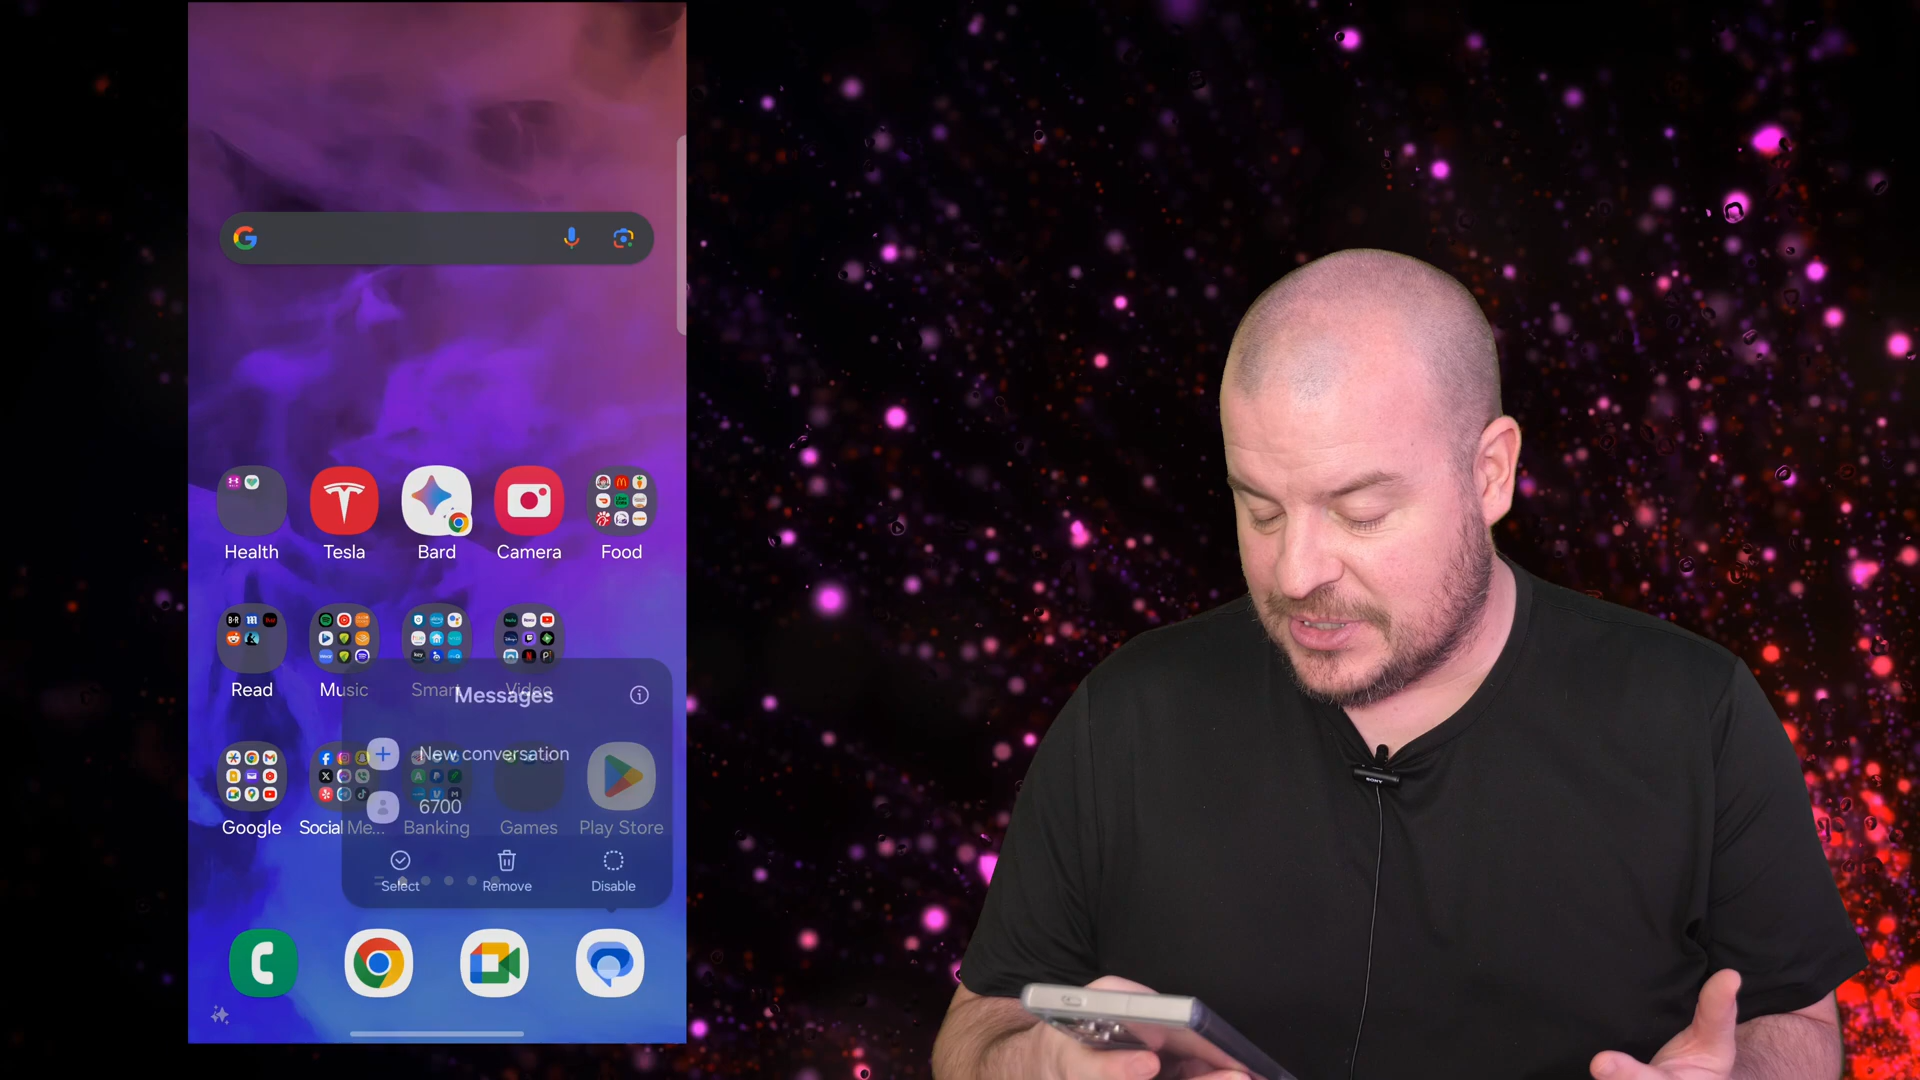 Health Tesla Bard Camera Food
Read Music Smart Video
Messages
New conversation
6700
Google Social Me... Banking Games Play Store
Select Remove Disable
SONY